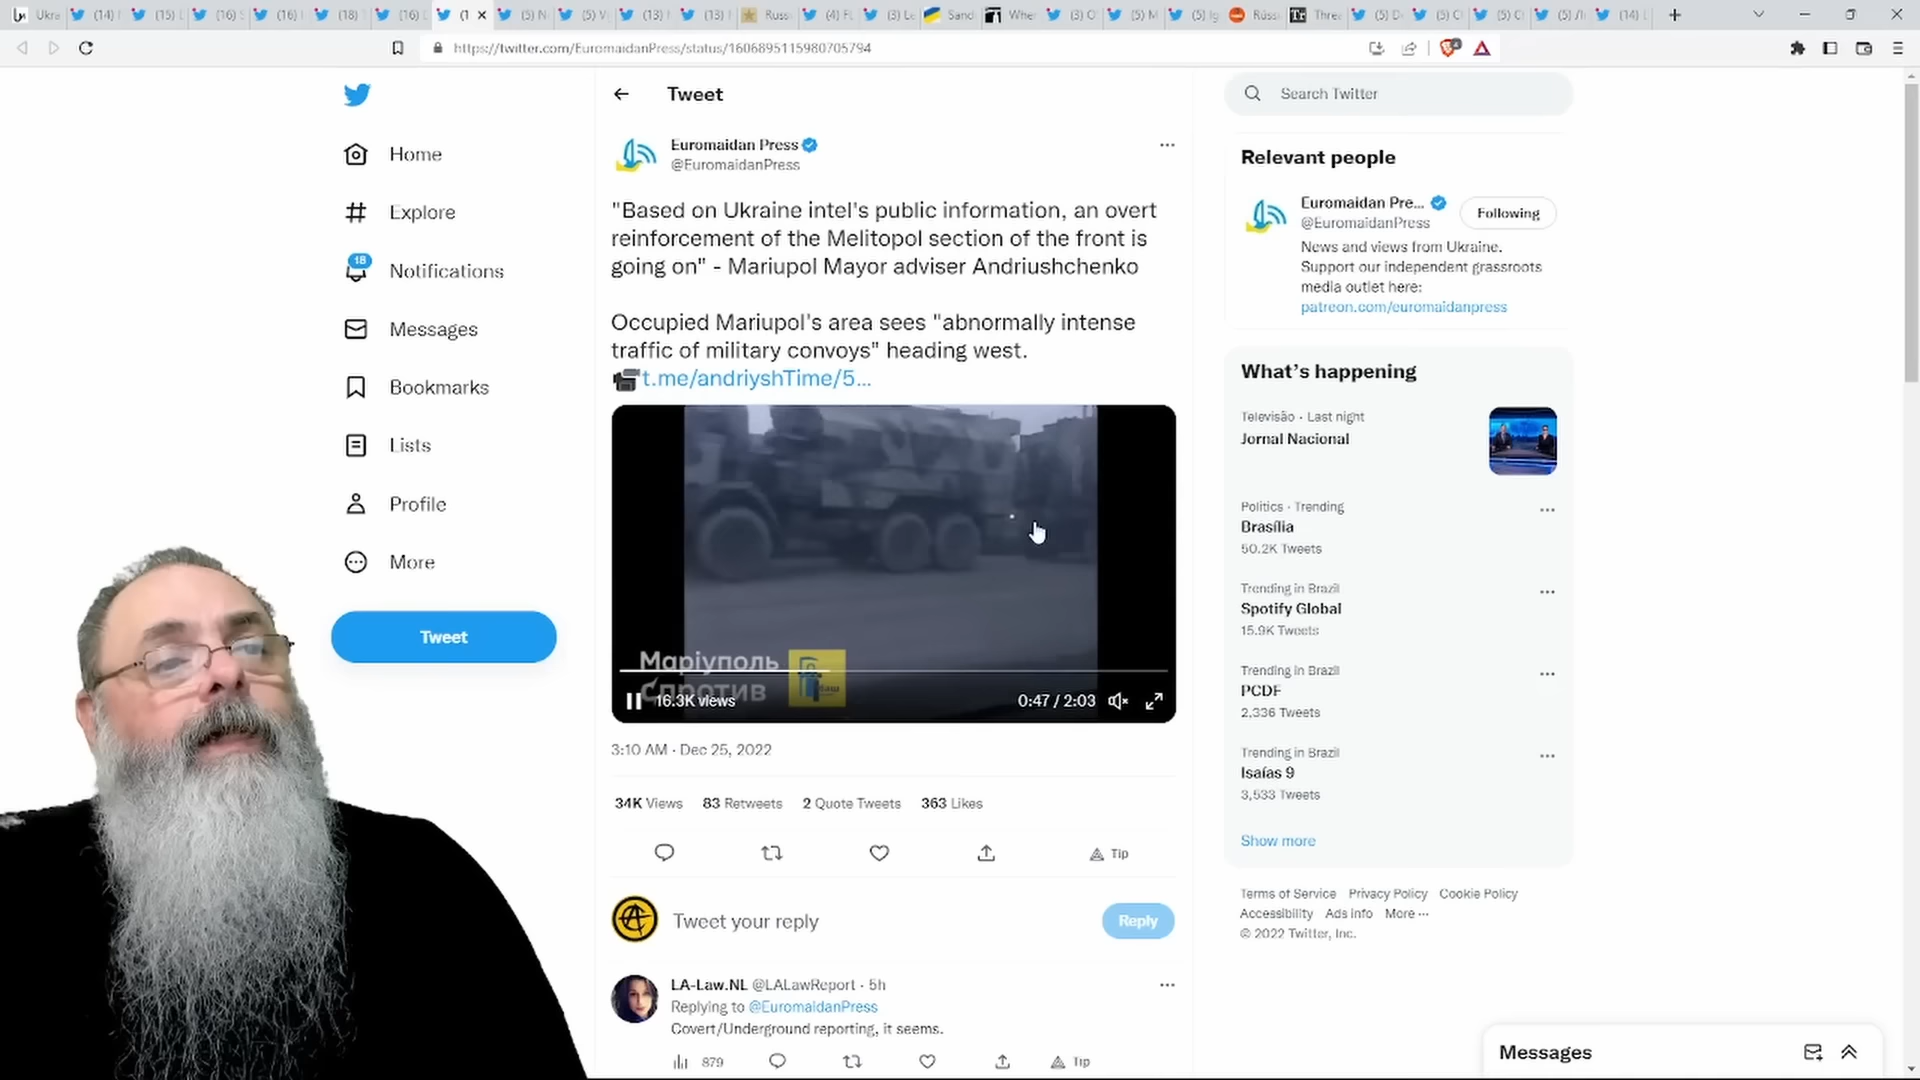 https://twitter.com/EuromaidanPress/status/1606895115980705794
Home
Explore
18
Notifications
Messages
Bookmarks
Lists
Profile
More
Tweet
Tweet
Euromaidan Press
@EuromaidanPress
"Based on Ukraine intel's public information, an overt
reinforcement of the Melitopol section of the front is
going on" - Mariupol Mayor adviser Andriushchenko
Occupied Mariupol's area sees "abnormally intense
traffic of military convoys" heading west.
t.me/andriyshTime/5...
Маріуполь
Спротив
16.3K views
0:47 / 2:03
3:10 AM · Dec 25, 2022
34K Views 83 Retweets 2 Quote Tweets 363 Likes
Tip
Tweet your reply
Reply
LA-Law.NL @LALawReport · 5h
Replying to @EuromaidanPress
Covert/Underground reporting, it seems.
879
Tip
Search Twitter
Relevant people
Euromaidan Pre...
@EuromaidanPress
Following
News and views from Ukraine.
Support our independent grassroots
media outlet here:
patreon.com/euromaidanpress
What's happening
Televisão · Last night
Jornal Nacional
Politics · Trending
Brasília
50.2K Tweets
Trending in Brazil
Spotify Global
15.9K Tweets
Trending in Brazil
PCDF
2,336 Tweets
Trending in Brazil
Isaías 9
3,533 Tweets
Show more
Terms of Service Privacy Policy Cookie Policy
Accessibility Ads info More ...
© 2022 Twitter, Inc.
Messages